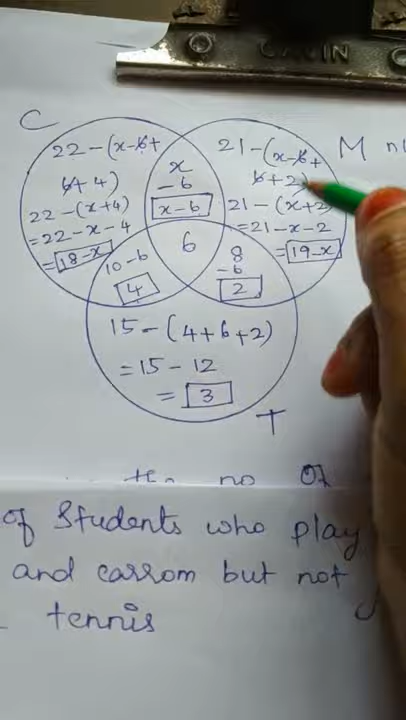 C
22 - (x - 6 +
6 + 4)
22 - (x + 4)
= 22 - x - 4
= 18 - x
x
- 6
x - 6
21 - (x - 6 +
6 + 2)
21 - (x + 2)
= 21 - x - 2
= 19 - x
M
6
10 - 6
4
8
- 6
2
15 - (4 + 6 + 2)
= 15 - 12
= 3
T
no of
of Students who play
and carrom but not
tennis